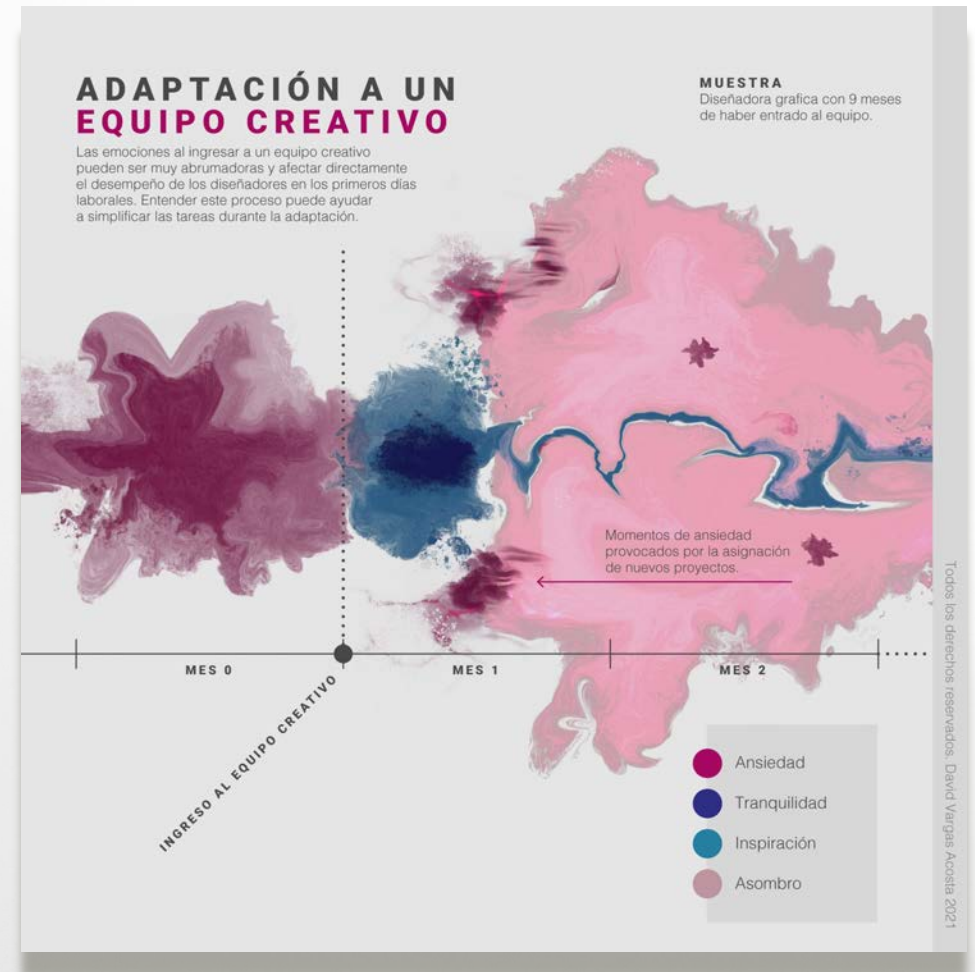 ADAPTACIÓN A UN
EQUIPO CREATIVO
Las emociones al ingresar a un equipo creativo
pueden ser muy abrumadoras y afectar directamente
el desempeño de los diseñadores en los primeros días
laborales. Entender este proceso puede ayudar
a simplificar las tareas durante la adaptación.
MUESTRA
Diseñadora grafica con 9 meses
de haber entrado al equipo.
Momentos de ansiedad
provocados por la asignación
de nuevos proyectos.
MES 0
MES 1
MES 2
INGRESO AL EQUIPO CREATIVO
Ansiedad
Tranquilidad
Inspiración
Asombro
Todos los derechos reservados. David Vargas Acosta 2021